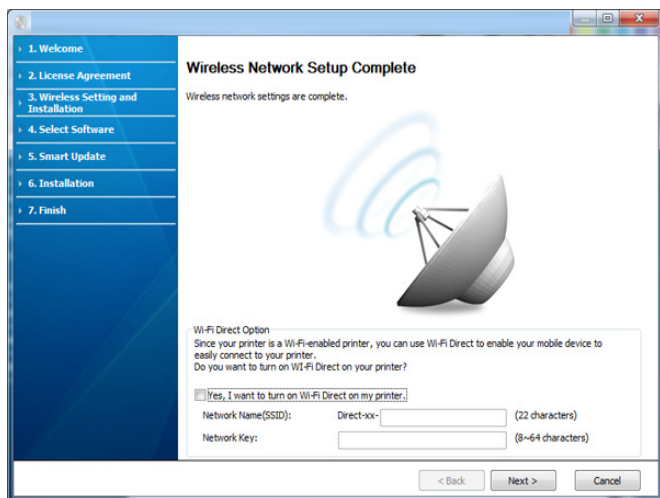 1. Welcome
2. License Agreement
3. Wireless Setting and
Installation
4. Select Software
5. Smart Update
6. Installation
7. Finish
Wireless Network Setup Complete
Wireless network settings are complete.
Wi-Fi Direct Option
Since your printer is a Wi-Fi-enabled printer, you can use Wi-Fi Direct to enable your mobile device to
easily connect to your printer.
Do you want to turn on WI-Fi Direct on your printer?
Yes, I want to turn on Wi-Fi Direct on my printer.
Network Name(SSID): Direct-xx- (22 characters)
Network Key: (8~64 characters)
< Back Next > Cancel